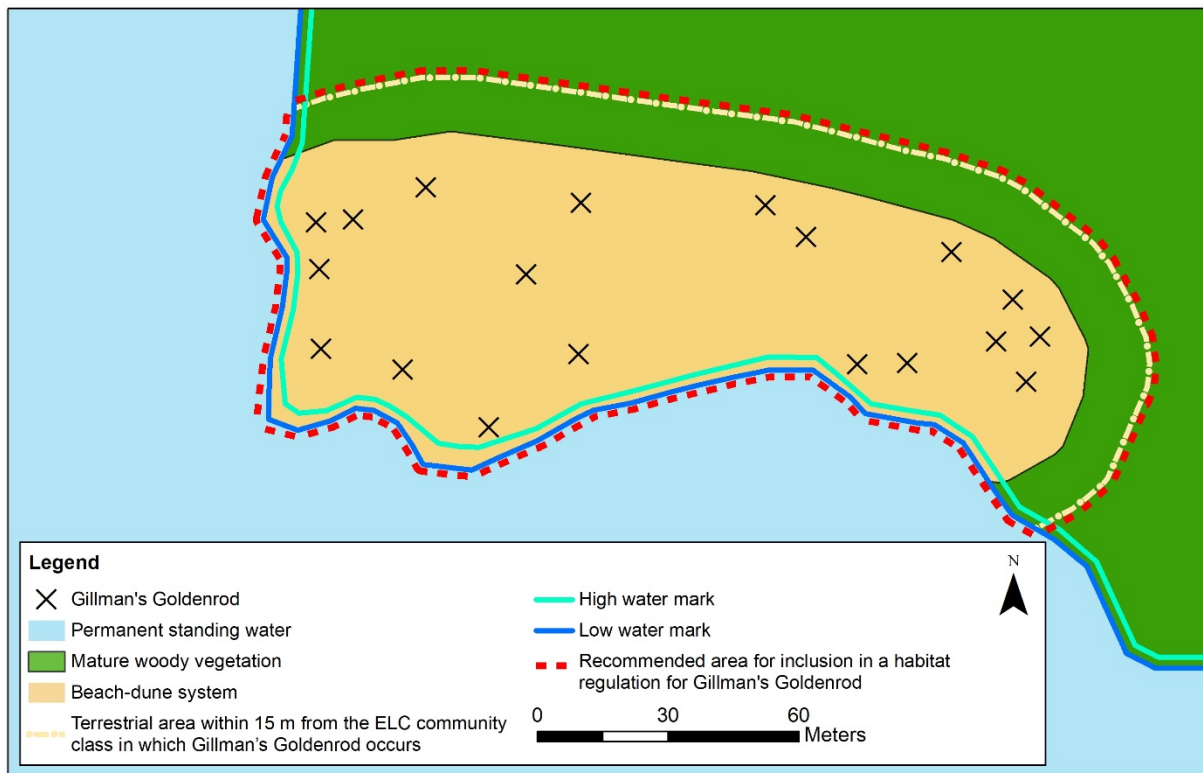 Legend
Gillman's Goldenrod
Permanent standing water
Mature woody vegetation
Beach-dune system
Terrestrial area within 15 m from the ELC community
class in which Gillman’s Goldenrod occurs
High water mark
Low water mark
Recommended area for inclusion in a habitat
regulation for Gillman's Goldenrod
N
0 30 60
Meters